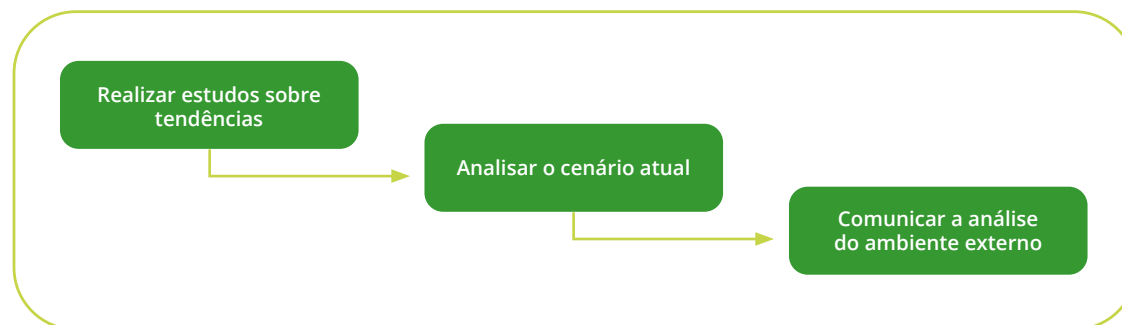 Realizar estudos sobre
tendências
Analisar o cenário atual
Comunicar a análise
do ambiente externo